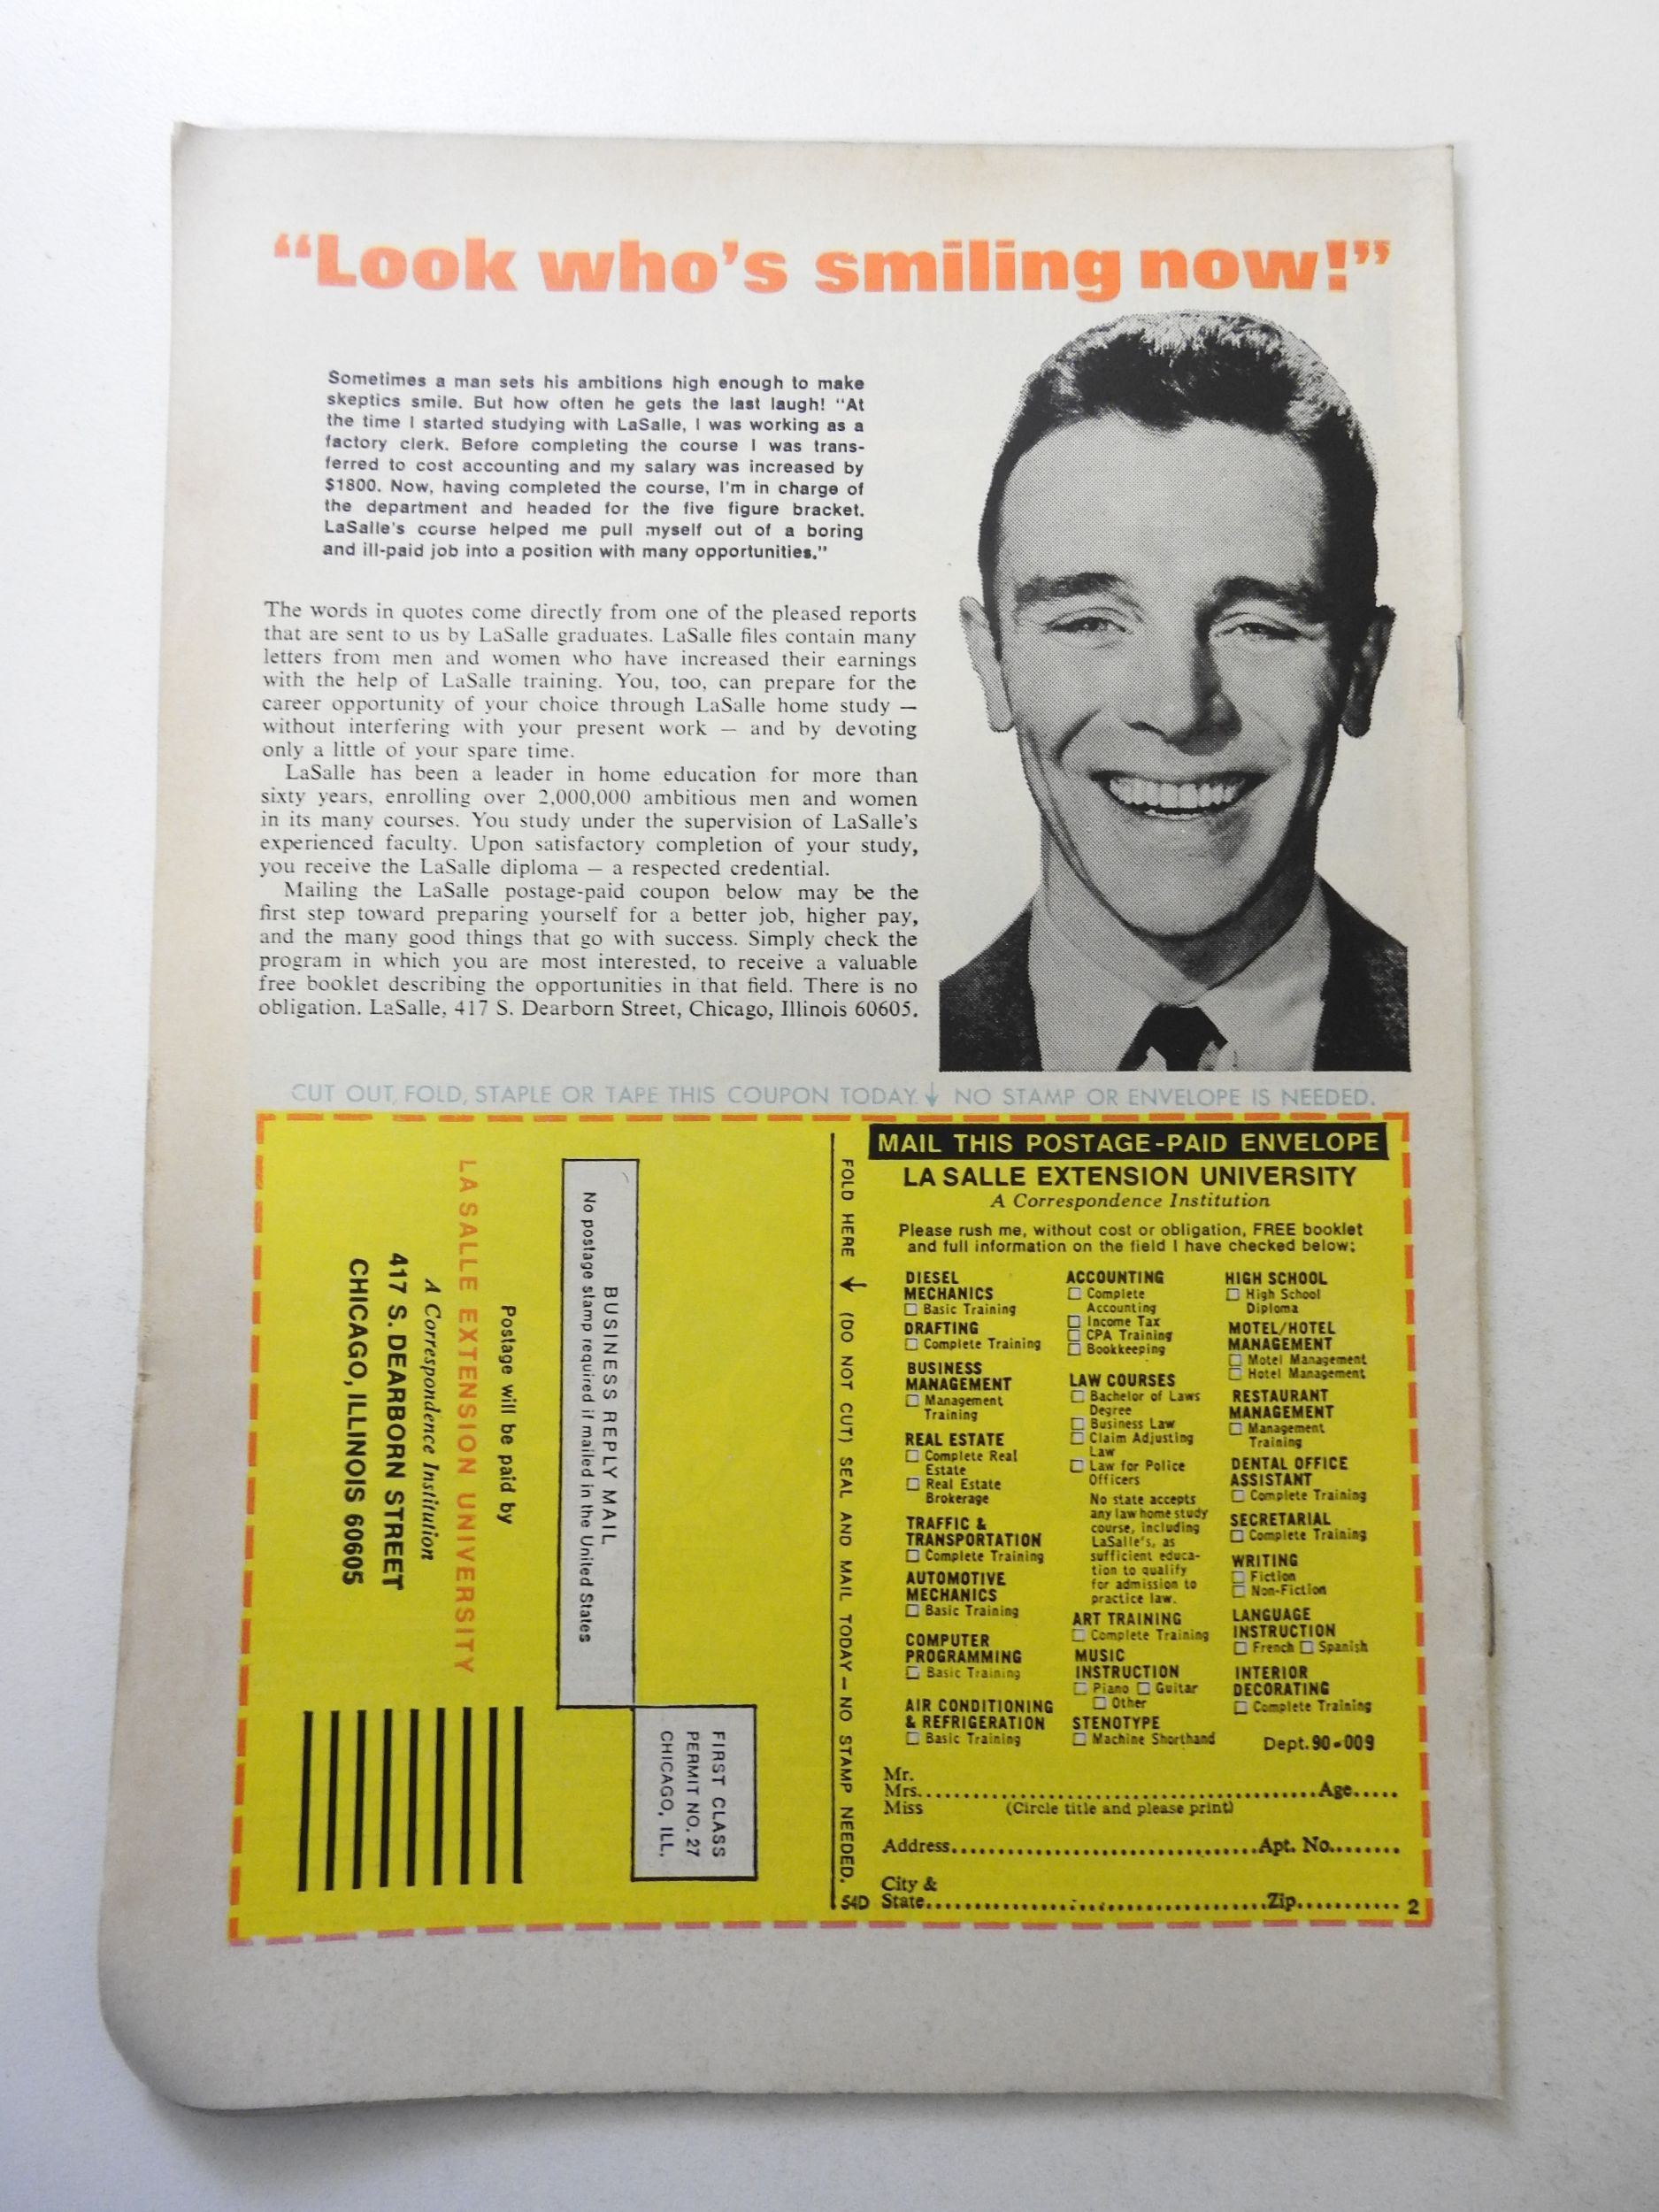 “Look who’s smiling now!”
Sometimes a man sets his ambitions high enough to make
skeptics smile. But how often he gets the last laugh! “At
the time I started studying with LaSalle, I was working as a
factory clerk. Before completing the course I was trans-
ferred to cost accounting and my salary was increased by
$1800. Now, having completed the course, I’m in charge of
the department and headed for the five figure bracket.
LaSalle’s course helped me pull myself out of a boring
and ill-paid job into a position with many opportunities.”
The words in quotes come directly from one of the pleased reports
that are sent to us by LaSalle graduates. LaSalle files contain many
letters from men and women who have increased their earnings
with the help of LaSalle training. You, too, can prepare for the
career opportunity of your choice through LaSalle home study —
without interfering with your present work — and by devoting
only a little of your spare time.
LaSalle has been a leader in home education for more than
sixty years, enrolling over 2,000,000 ambitious men and women
in its many courses. You study under the supervision of LaSalle’s
experienced faculty. Upon satisfactory completion of your study,
you receive the LaSalle diploma — a respected credential.
Mailing the LaSalle postage-paid coupon below may be the
first step toward preparing yourself for a better job, higher pay,
and the many good things that go with success. Simply check the
program in which you are most interested, to receive a valuable
free booklet describing the opportunities in that field. There is no
obligation. LaSalle, 417 S. Dearborn Street, Chicago, Illinois 60605.
CUT OUT, FOLD, STAPLE OR TAPE THIS COUPON TODAY. ↓ NO STAMP OR ENVELOPE IS NEEDED.
FIRST CLASS
PERMIT NO. 27
CHICAGO, ILL.
BUSINESS REPLY MAIL
No postage stamp required if mailed in the United States
Postage will be paid by
LA SALLE EXTENSION UNIVERSITY
A Correspondence Institution
417 S. DEARBORN STREET
CHICAGO, ILLINOIS 60605
FOLD HERE → (DO NOT CUT) SEAL AND MAIL TODAY — NO STAMP NEEDED.
54D
MAIL THIS POSTAGE-PAID ENVELOPE
LA SALLE EXTENSION UNIVERSITY
A Correspondence Institution
Please rush me, without cost or obligation, FREE booklet
and full information on the field I have checked below:
DIESEL
MECHANICS
☐ Basic Training
DRAFTING
☐ Complete Training
BUSINESS
MANAGEMENT
☐ Management
Training
REAL ESTATE
☐ Complete Real
Estate
☐ Real Estate
Brokerage
TRAFFIC &
TRANSPORTATION
☐ Complete Training
AUTOMOTIVE
MECHANICS
☐ Basic Training
COMPUTER
PROGRAMMING
☐ Basic Training
AIR CONDITIONING
& REFRIGERATION
☐ Basic Training
ACCOUNTING
☐ Complete
Accounting
☐ Income Tax
☐ CPA Training
☐ Bookkeeping
LAW COURSES
☐ Bachelor of Laws
Degree
☐ Business Law
☐ Claim Adjusting
Law
☐ Law for Police
Officers
No state accepts
any law home study
course, including
LaSalle’s, as
sufficient educa-
tion to qualify
for admission to
practice law.
ART TRAINING
☐ Complete Training
MUSIC
INSTRUCTION
☐ Piano ☐ Guitar
☐ Other
STENOTYPE
☐ Machine Shorthand
HIGH SCHOOL
☐ High School
Diploma
MOTEL/HOTEL
MANAGEMENT
☐ Motel Management
☐ Hotel Management
RESTAURANT
MANAGEMENT
☐ Management
Training
DENTAL OFFICE
ASSISTANT
☐ Complete Training
SECRETARIAL
☐ Complete Training
WRITING
☐ Fiction
☐ Non-Fiction
LANGUAGE
INSTRUCTION
☐ French ☐ Spanish
INTERIOR
DECORATING
☐ Complete Training
Dept. 90-009
Mr.
Mrs. Age
Miss (Circle title and please print)
Address Apt. No.
City &
State Zip 2